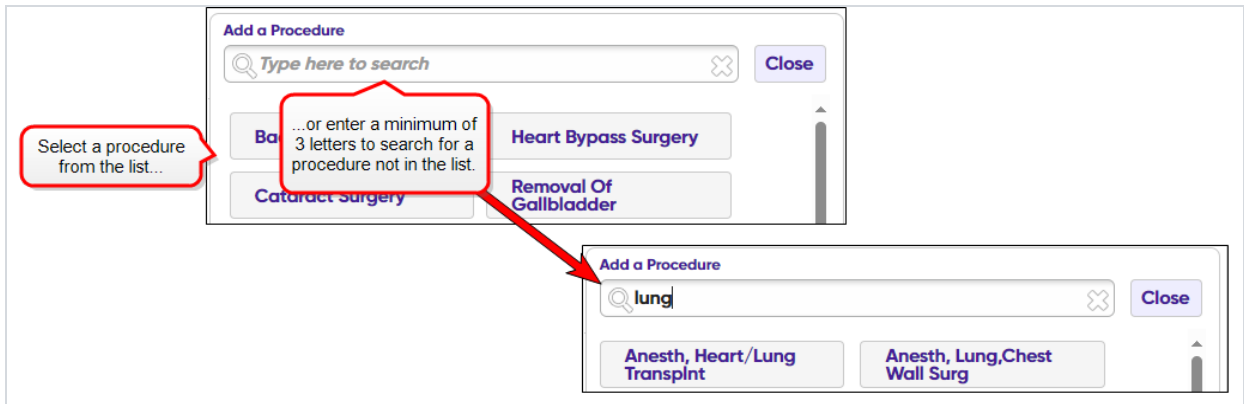 Add a Procedure
Type here to search
Close
Select a procedure
from the list...
...or enter a minimum of
3 letters to search for a
procedure not in the list.
Heart Bypass Surgery
Cataract Surgery
Removal Of
Gallbladder
Add a Procedure
lung
Close
Anesth, Heart/Lung
Transplnt
Anesth, Lung,Chest
Wall Surg